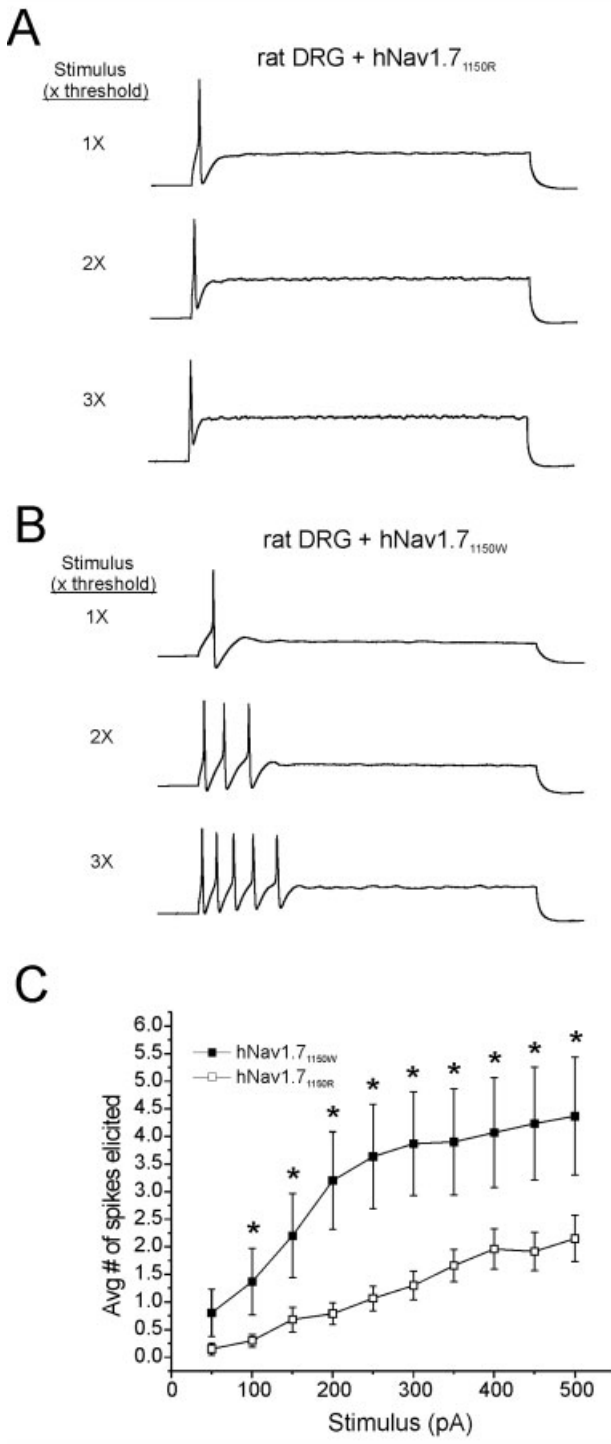 A
rat DRG + hNav1.71150R
Stimulus
(x threshold)
1X
2X
3X
B
rat DRG + hNav1.71150W
Stimulus
(x threshold)
1X
2X
3X
C
6.0
5.5
5.0
4.5
4.0
3.5
3.0
2.5
2.0
1.5
1.0
0.5
0.0
Avg # of spikes elicited
hNav1.71150W
hNav1.71150R
* * * * * * * * *
0 100 200 300 400 500
Stimulus (pA)